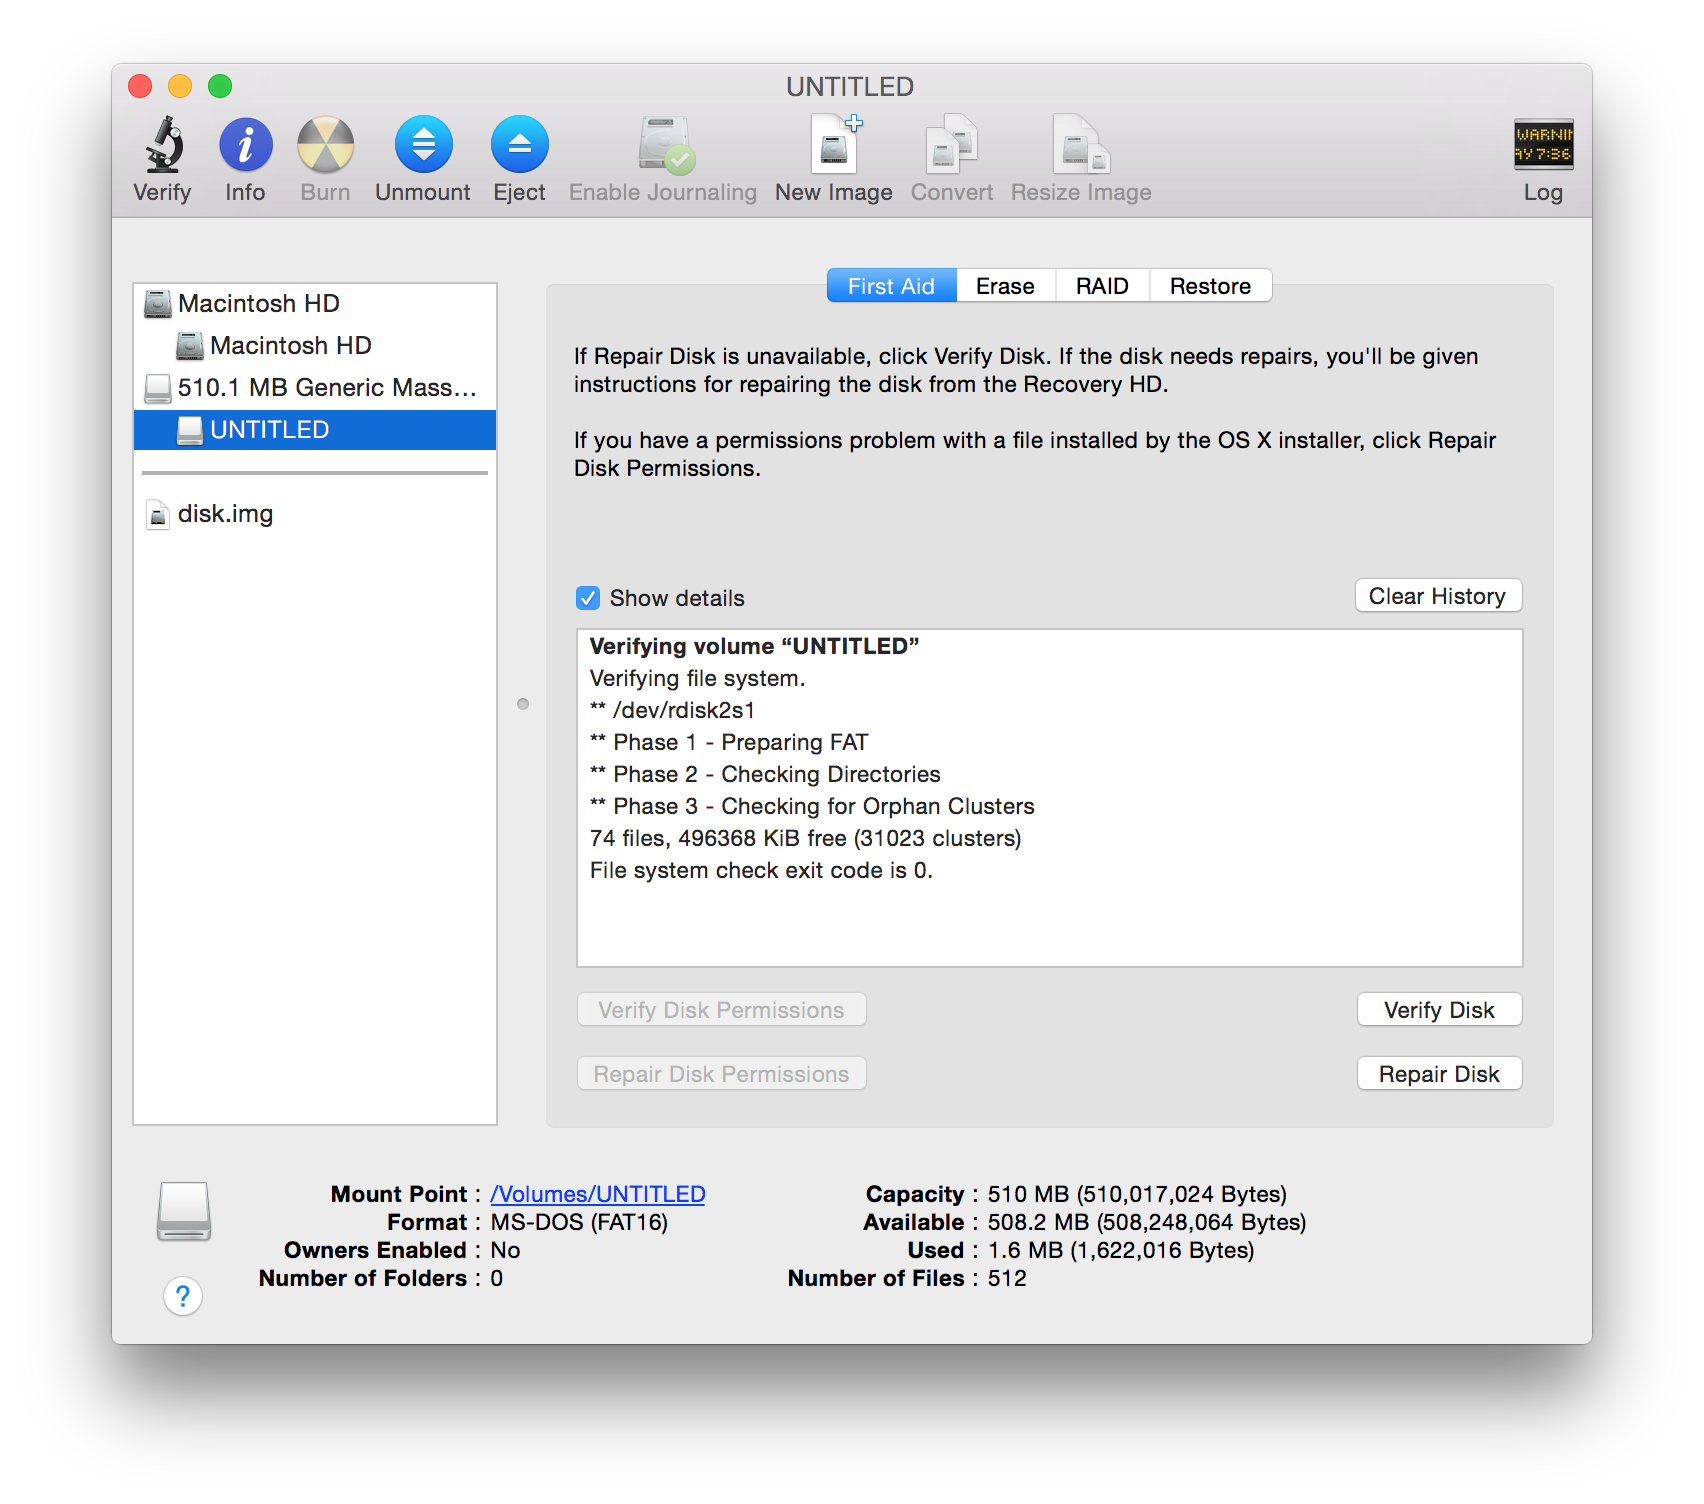 UNTITLED
Verify
Info
Burn
Unmount
Eject
Enable Journaling
New Image
Convert
Resize Image
WARNIN
AY 7:36
Log
Macintosh HD
Macintosh HD
510.1 MB Generic Mass...
UNTITLED
disk.img
First Aid
Erase
RAID
Restore
If Repair Disk is unavailable, click Verify Disk. If the disk needs repairs, you'll be given
instructions for repairing the disk from the Recovery HD.
If you have a permissions problem with a file installed by the OS X installer, click Repair
Disk Permissions.
Show details
Clear History
Verifying volume “UNTITLED”
Verifying file system.
** /dev/rdisk2s1
** Phase 1 - Preparing FAT
** Phase 2 - Checking Directories
** Phase 3 - Checking for Orphan Clusters
74 files, 496368 KiB free (31023 clusters)
File system check exit code is 0.
Verify Disk Permissions
Verify Disk
Repair Disk Permissions
Repair Disk
Mount Point : /Volumes/UNTITLED
Format : MS-DOS (FAT16)
Owners Enabled : No
Number of Folders : 0
Capacity : 510 MB (510,017,024 Bytes)
Available : 508.2 MB (508,248,064 Bytes)
Used : 1.6 MB (1,622,016 Bytes)
Number of Files : 512
?